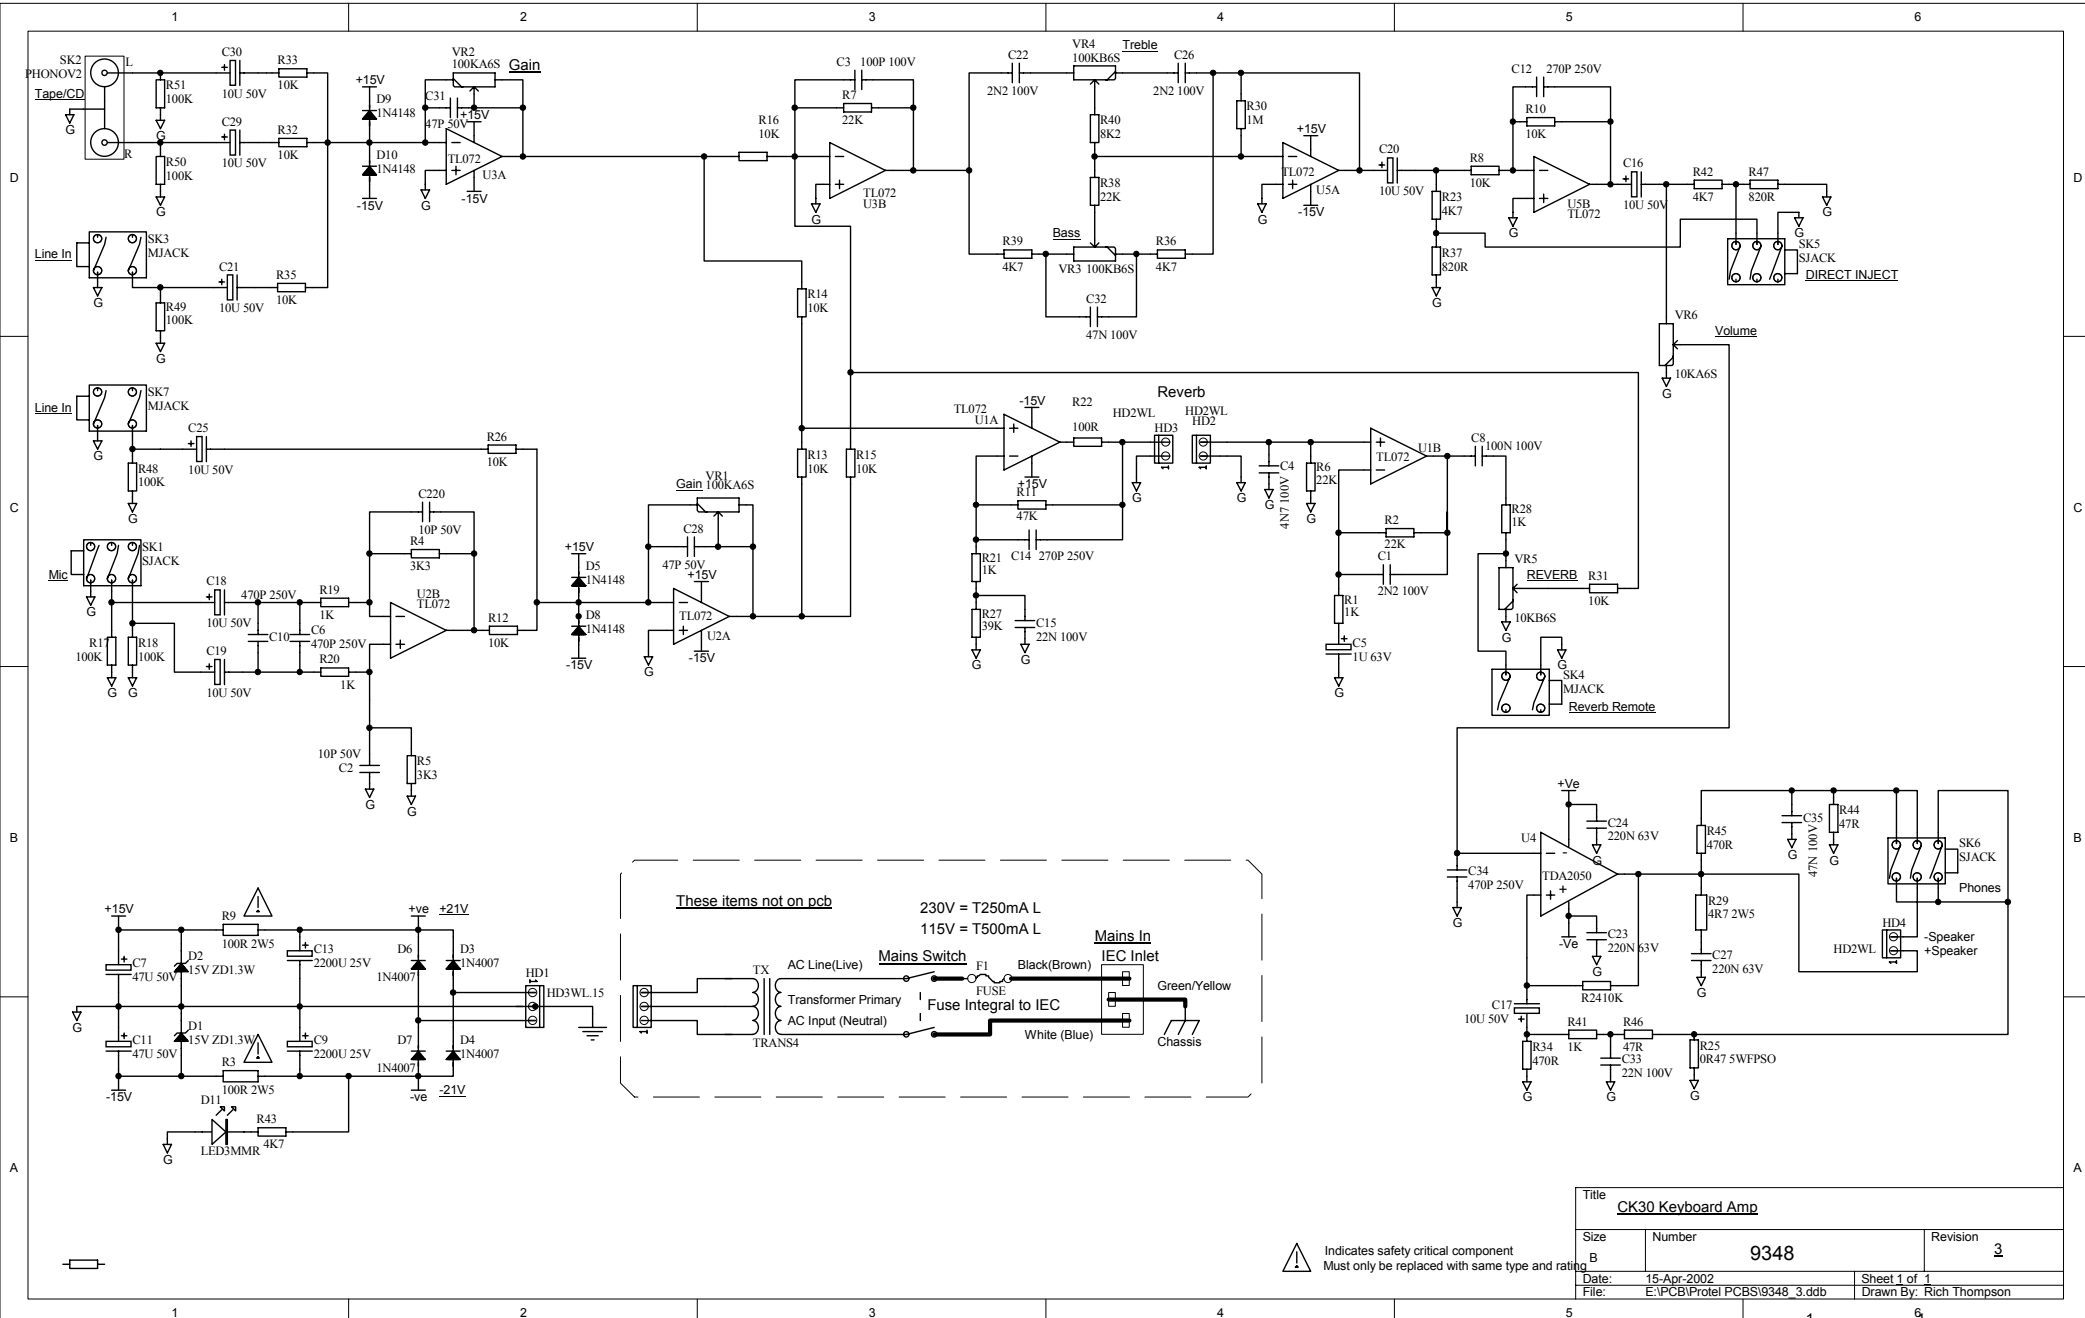 1 2 3 4 5 6
SK2
PHONOV2
Tape/CD
L
R
G
R51
100K
G
R50
100K
G
C30
10U 50V
R33
10K
C29
10U 50V
R32
10K
+15V
D9
1N4148
D10
1N4148
-15V
VR2
100KA6S
Gain
C31
47P 50V
+15V
TL072
U3A
-15V
G
R16
10K
C3 100P 100V
R7
22K
TL072
U3B
G
C22
2N2 100V
VR4
100KB6S
Treble
C26
2N2 100V
R40
8K2
R38
22K
R30
1M
+15V
TL072
U5A
-15V
G
Bass
R39
4K7
VR3 100KB6S
R36
4K7
C32
47N 100V
C20
10U 50V
R23
4K7
R37
820R
G
R8
10K
C12 270P 250V
R10
10K
U5B
TL072
G
C16
10U 50V
R42
4K7
R47
820R
G
G
SK5
SJACK
DIRECT INJECT
D
D
Line In
SK3
MJACK
G
C21
10U 50V
R35
10K
R49
100K
G
R14
10K
VR6
Volume
10KA6S
G
Line In
SK7
MJACK
G
C25
10U 50V
R48
100K
G
R26
10K
R13
10K
R15
10K
TL072
U1A
-15V
+15V
R22
100R
Reverb
HD2WL
HD3
1
G
HD2WL
HD2
1
G
R11
47K
C14 270P 250V
R21
1K
R27
39K
G
C15
22N 100V
G
C4
4N7 100V
G
R6
22K
G
U1B
TL072
C8
100N 100V
R2
22K
C1
2N2 100V
R1
1K
C5
1U 63V
G
R28
1K
VR5
REVERB
10KB6S
G
R31
10K
G
SK4
MJACK
Reverb Remote
C
C
Mic
SK1
SJACK
G
R17
100K
G
R18
100K
G
C18
10U 50V
C19
10U 50V
470P 250V
C10
C6
470P 250V
R19
1K
R20
1K
C220
10P 50V
R4
3K3
U2B
TL072
R12
10K
10P 50V
C2
G
R5
3K3
G
+15V
D5
1N4148
D8
1N4148
-15V
Gain
VR1
100KA6S
C28
47P 50V
+15V
TL072
U2A
-15V
G
B
B
+Ve
C24
220N 63V
G
U4
TDA2050
-Ve
C23
220N 63V
G
C34
470P 250V
G
R45
470R
R29
4R7 2W5
C27
220N 63V
G
C35
47N 100V
G
R44
47R
G
SK6
SJACK
Phones
HD4
HD2WL
1
-Speaker
+Speaker
R24
10K
C17
10U 50V
R34
470R
G
R41
1K
R46
47R
C33
22N 100V
G
R25
0R47 5WFPSO
G
+15V
R9
100R 2W5
+ve
+21V
C7
47U 50V
D2
15V ZD1.3W
C13
2200U 25V
D6
1N4007
D3
1N4007
HD1
1
HD3WL.15
G
C11
47U 50V
D1
15V ZD1.3W
C9
2200U 25V
D7
1N4007
D4
1N4007
R3
100R 2W5
-15V
-ve
-21V
D11
LED3MMR
R43
4K7
G
These items not on pcb
230V = T250mA L
115V = T500mA L
Mains Switch
Mains In
IEC Inlet
TX
AC Line(Live)
F1
FUSE
Black(Brown)
Green/Yellow
Transformer Primary
Fuse Integral to IEC
AC Input (Neutral)
White (Blue)
Chassis
1
TRANS4
A
A
Indicates safety critical component
Must only be replaced with same type and rating
Title
CK30 Keyboard Amp
Size
B
Number
9348
Revision
3
Date: 15-Apr-2002 Sheet 1 of 1
File: E:\PCB\Protel PCBS\9348_3.ddb Drawn By: Rich Thompson
1 2 3 4 5 6